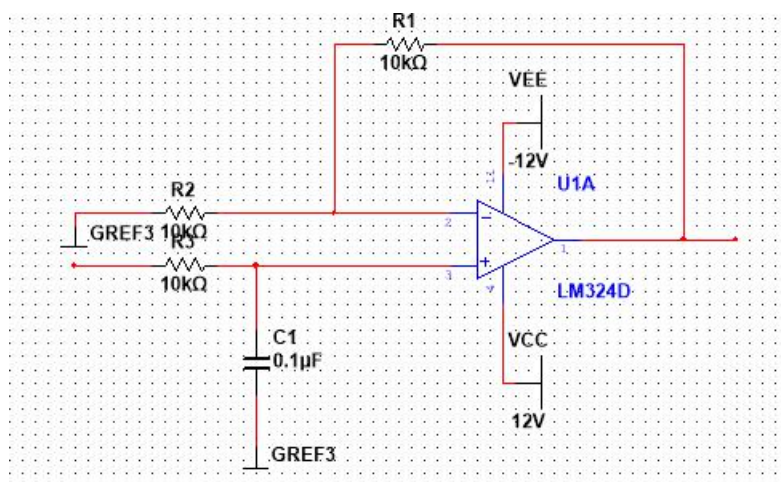 R1
10kΩ
VEE
-12V
11
U1A
R2
2
GREF3
10kΩ
R3
1
10kΩ
3
4
LM324D
C1
0.1µF
VCC
12V
GREF3